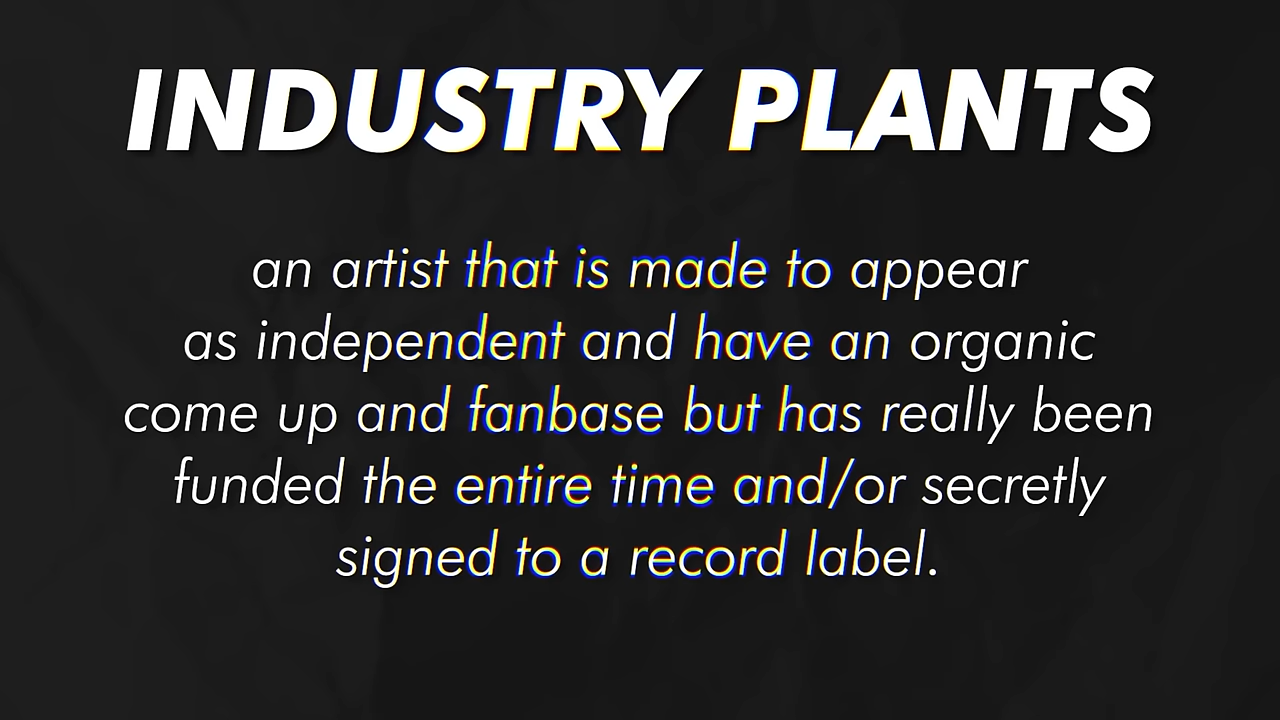 INDUSTRY PLANTS
an artist that is made to appear
as independent and have an organic
come up and fanbase but has really been
funded the entire time and/or secretly
signed to a record label.